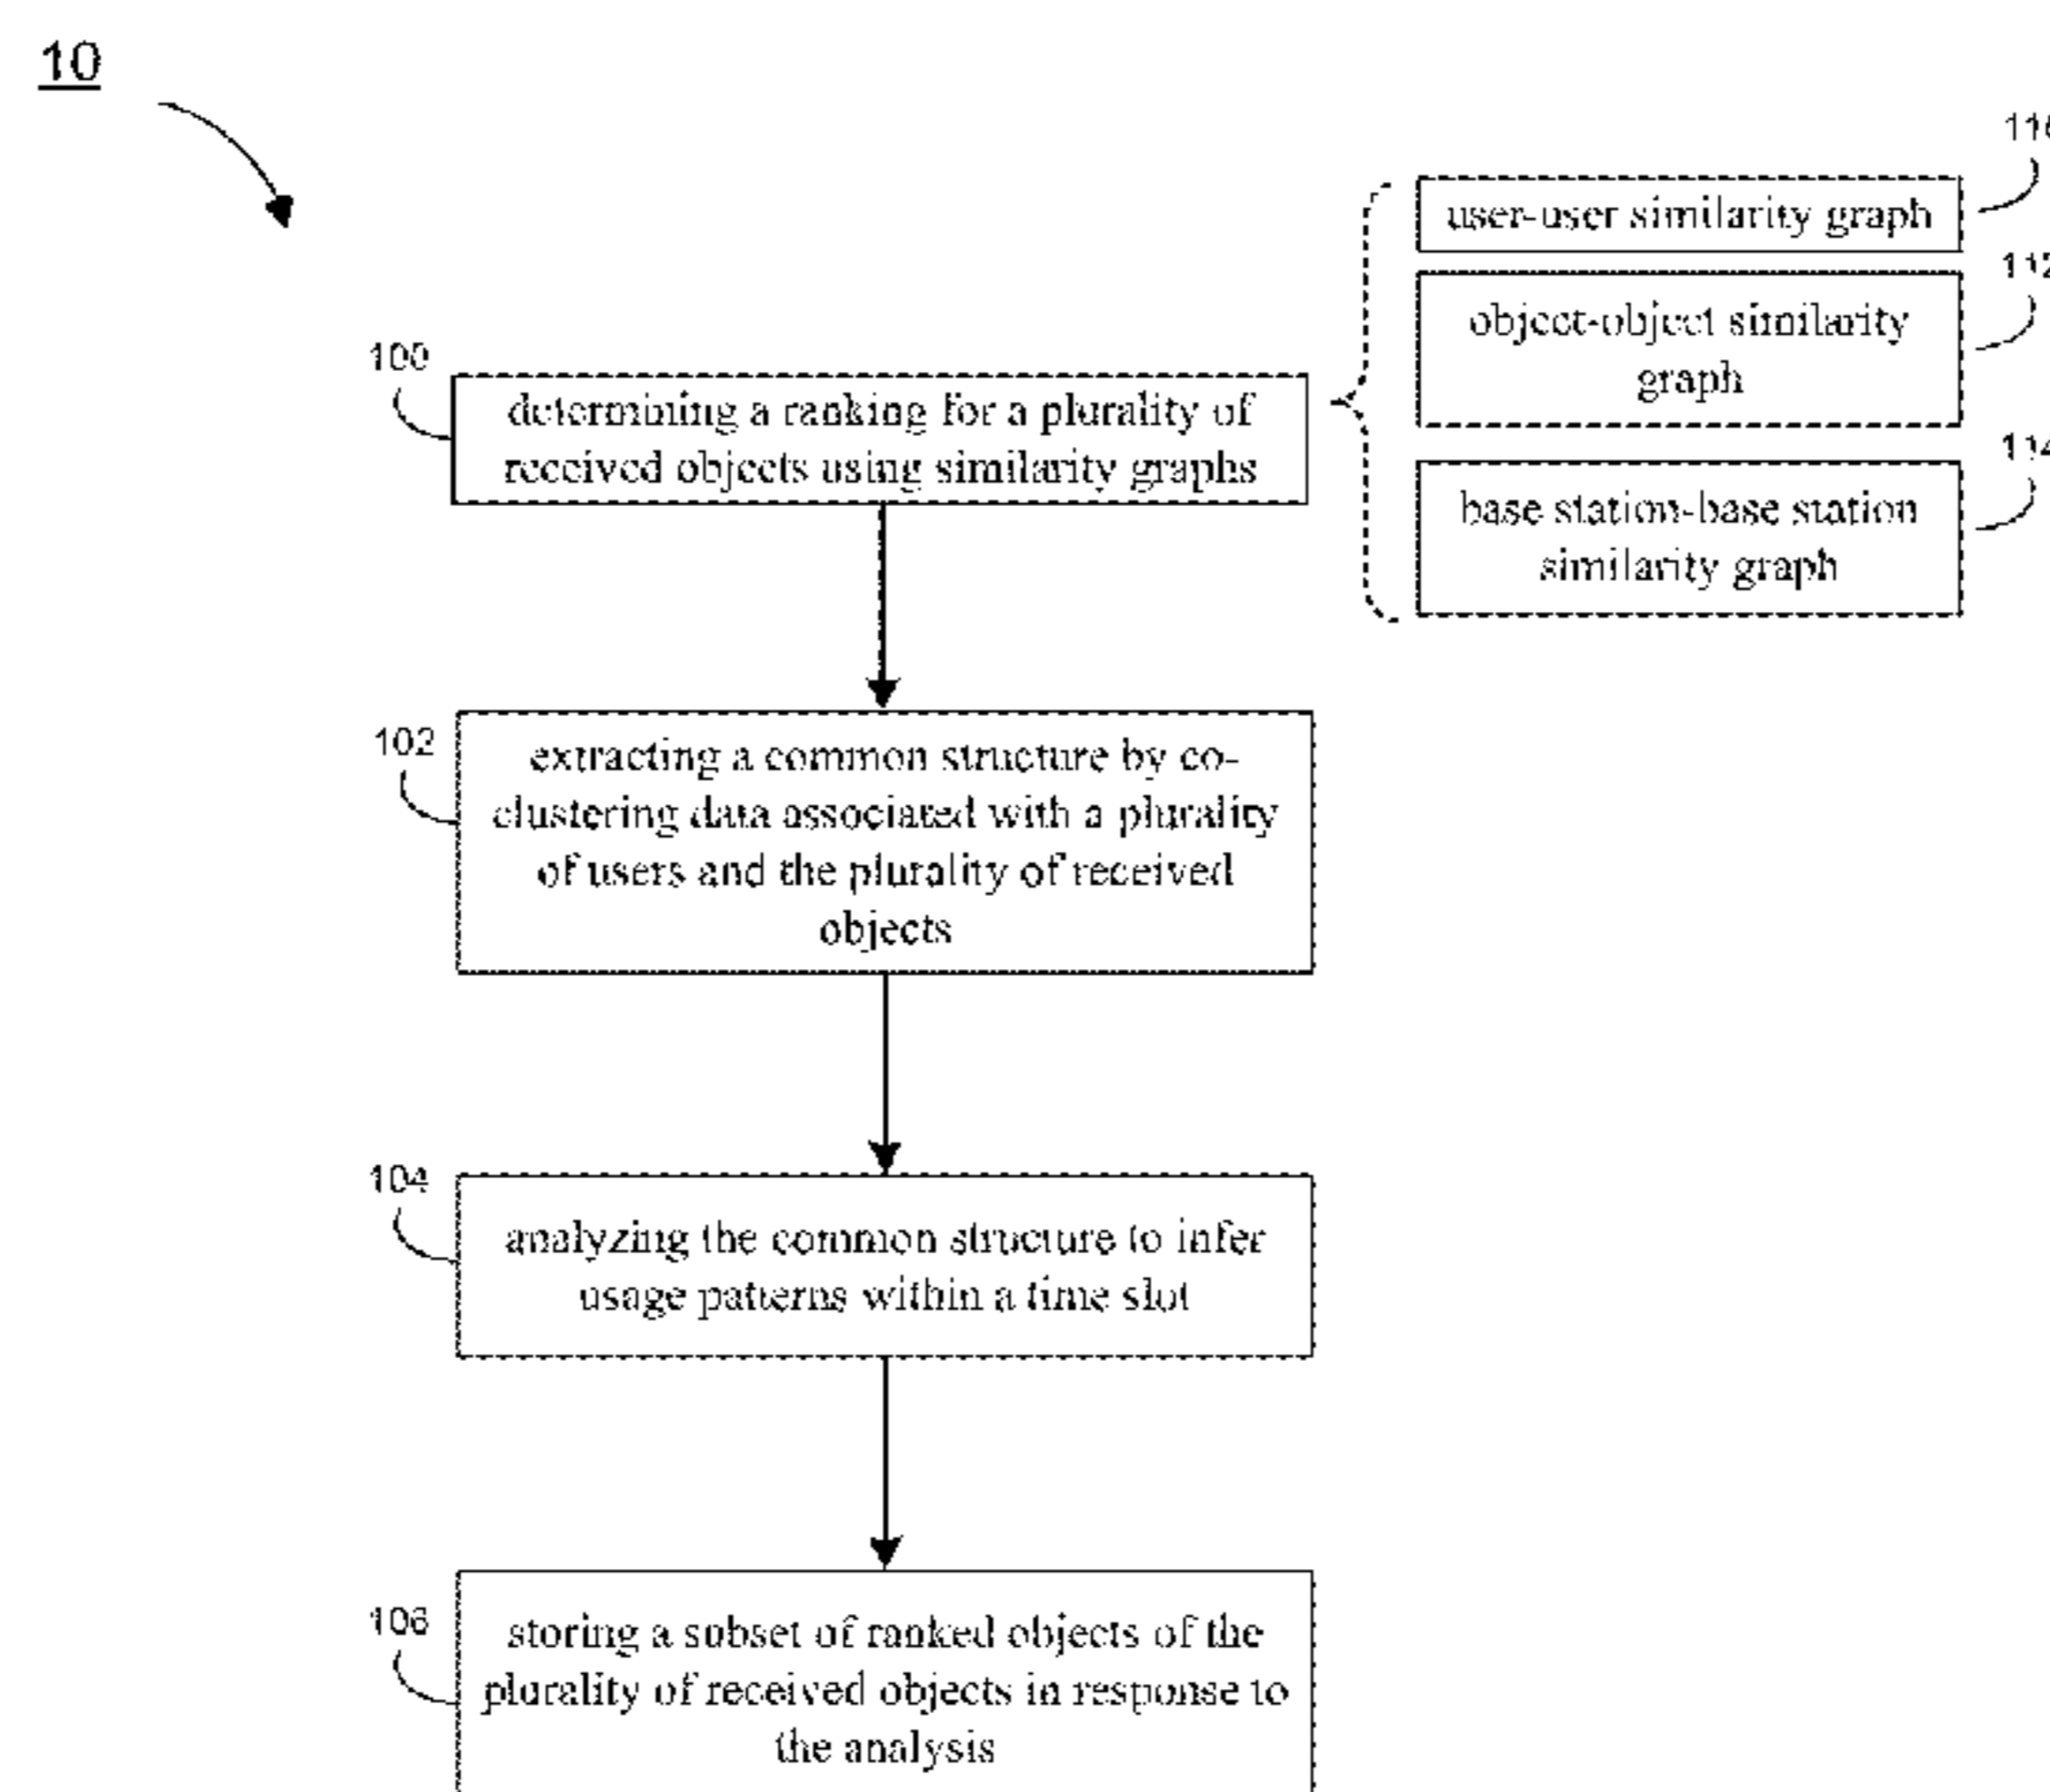 10
user-user similarity graph
112
object-object similarity
graph
114
base station-base station
similarity graph
100
determining a ranking for a plurality of
received objects using similarity graphs
102
extracting a common structure by co-
clustering data associated with a plurality
of users and the plurality of received
objects
104
analyzing the common structure to infer
usage patterns within a time slot
106
storing a subset of ranked objects of the
plurality of received objects in response to
the analysis